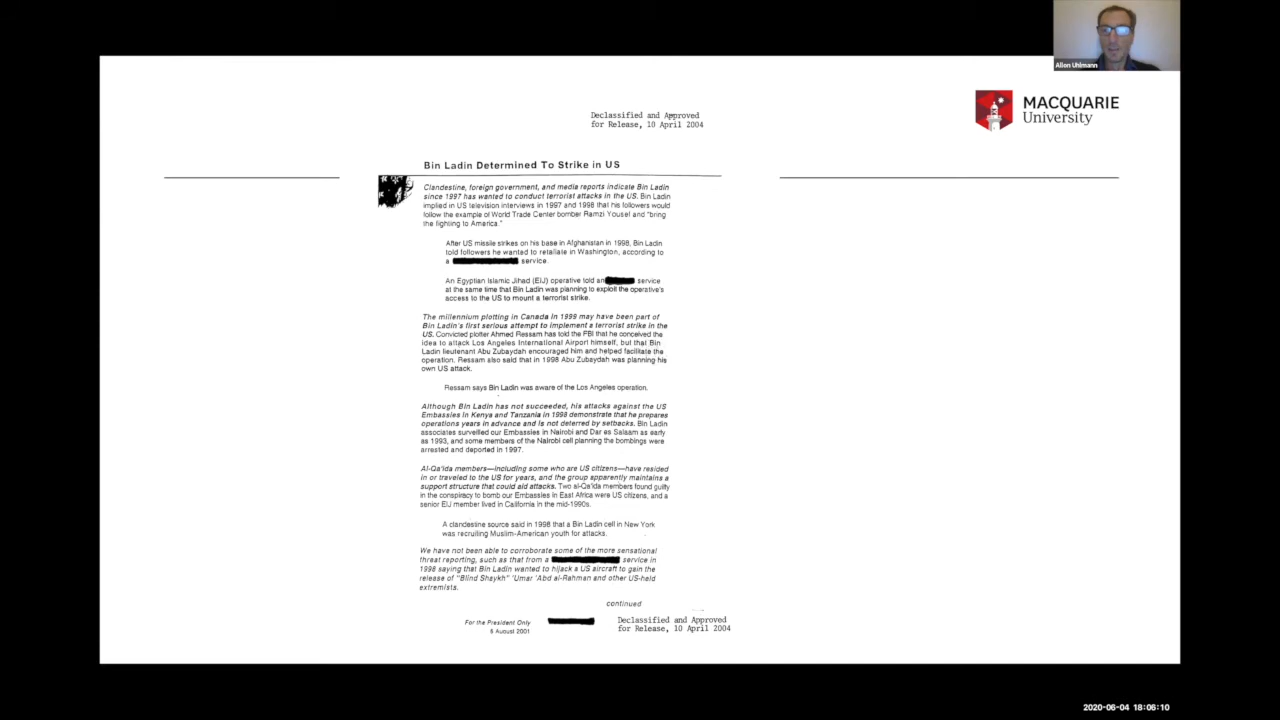 Allon Uhlmann
MACQUARIE
University
Declassified and Approved
for Release, 10 April 2004
Bin Ladin Determined To Strike in US
Clandestine, foreign government, and media reports indicate Bin Ladin
since 1997 has wanted to conduct terrorist attacks in the US. Bin Ladin
implied in US television interviews in 1997 and 1998 that his followers would
follow the example of World Trade Center bomber Ramzi Yousef and "bring
the fighting to America."
After US missile strikes on his base in Afghanistan in 1998, Bin Ladin
told followers he wanted to retaliate in Washington, according to
a service.
An Egyptian Islamic Jihad (EIJ) operative told an service
at the same time that Bin Ladin was planning to exploit the operative's
access to the US to mount a terrorist strike.
The millennium plotting in Canada in 1999 may have been part of
Bin Ladin's first serious attempt to implement a terrorist strike in the
US. Convicted plotter Ahmed Ressam has told the FBI that he conceived the
idea to attack Los Angeles International Airport himself, but that Bin
Ladin lieutenant Abu Zubaydah encouraged him and helped facilitate the
operation. Ressam also said that in 1998 Abu Zubaydah was planning his
own US attack.
Ressam says Bin Ladin was aware of the Los Angeles operation.
Although Bin Ladin has not succeeded, his attacks against the US
Embassies in Kenya and Tanzania in 1998 demonstrate that he prepares
operations years in advance and is not deterred by setbacks. Bin Ladin
associates surveilled our Embassies in Nairobi and Dar es Salaam as early
as 1993, and some members of the Nairobi cell planning the bombings were
arrested and deported in 1997.
Al-Qa'ida members—including some who are US citizens—have resided
in or traveled to the US for years, and the group apparently maintains a
support structure that could aid attacks. Two al-Qa'ida members found guilty
in the conspiracy to bomb our Embassies in East Africa were US citizens, and a
senior EIJ member lived in California in the mid-1990s.
A clandestine source said in 1998 that a Bin Ladin cell in New York
was recruiting Muslim-American youth for attacks.
We have not been able to corroborate some of the more sensational
threat reporting, such as that from a service in
1998 saying that Bin Ladin wanted to hijack a US aircraft to gain the
release of "Blind Shaykh" 'Umar 'Abd al-Rahman and other US-held
extremists.
continued
For the President Only
6 August 2001
Declassified and Approved
for Release, 10 April 2004
2020-06-04 18:06:10